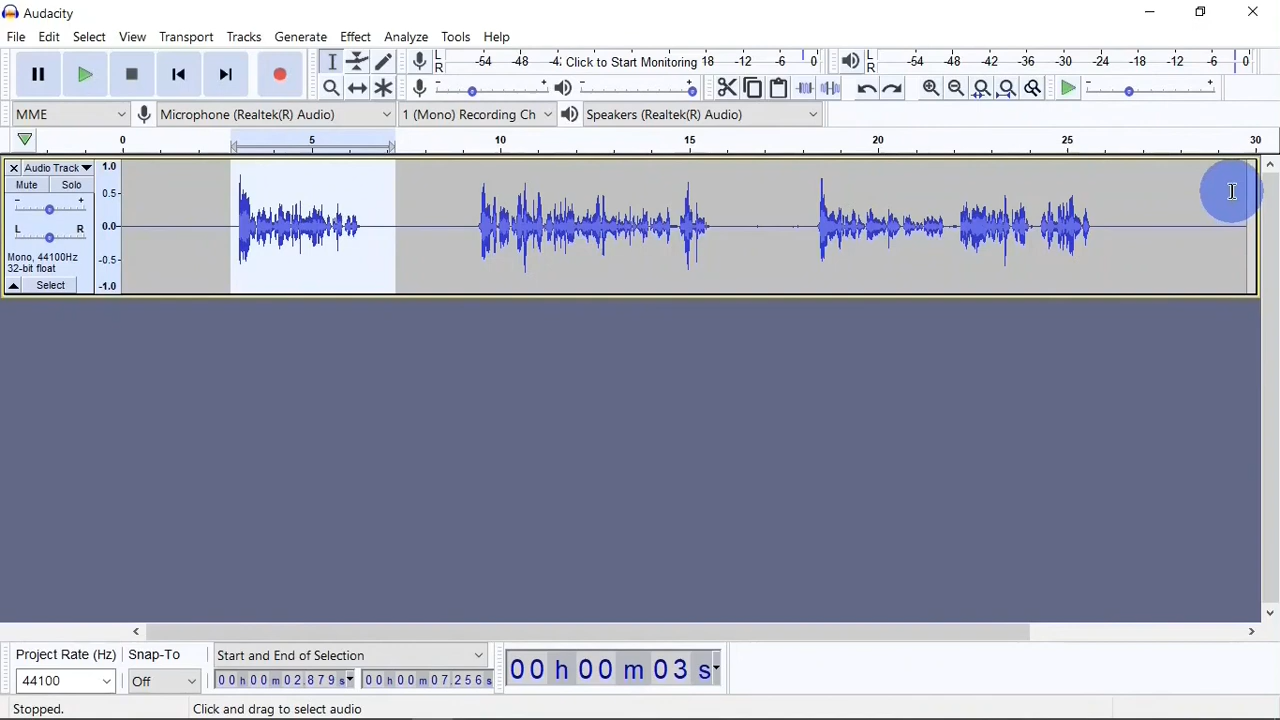 Audacity
File Edit Select View Transport Tracks Generate Effect Analyze Tools Help
L R -54 -48 -4 Click to Start Monitoring 18 -12 -6 0 L R -54 -48 -42 -36 -30 -24 -18 -12 -6 0
- + - + - +
MME Microphone (Realtek(R) Audio) 1 (Mono) Recording Ch Speakers (Realtek(R) Audio)
0 5 10 15 20 25 30
Audio Track 1.0
Mute Solo
- + 0.5
L R 0.0
Mono, 44100Hz
32-bit float -0.5
Select -1.0
Project Rate (Hz) Snap-To Start and End of Selection
44100 Off 00 h 00 m 02.879 s 00 h 00 m 07.256 s
00 h 00 m 03 s
Stopped. Click and drag to select audio